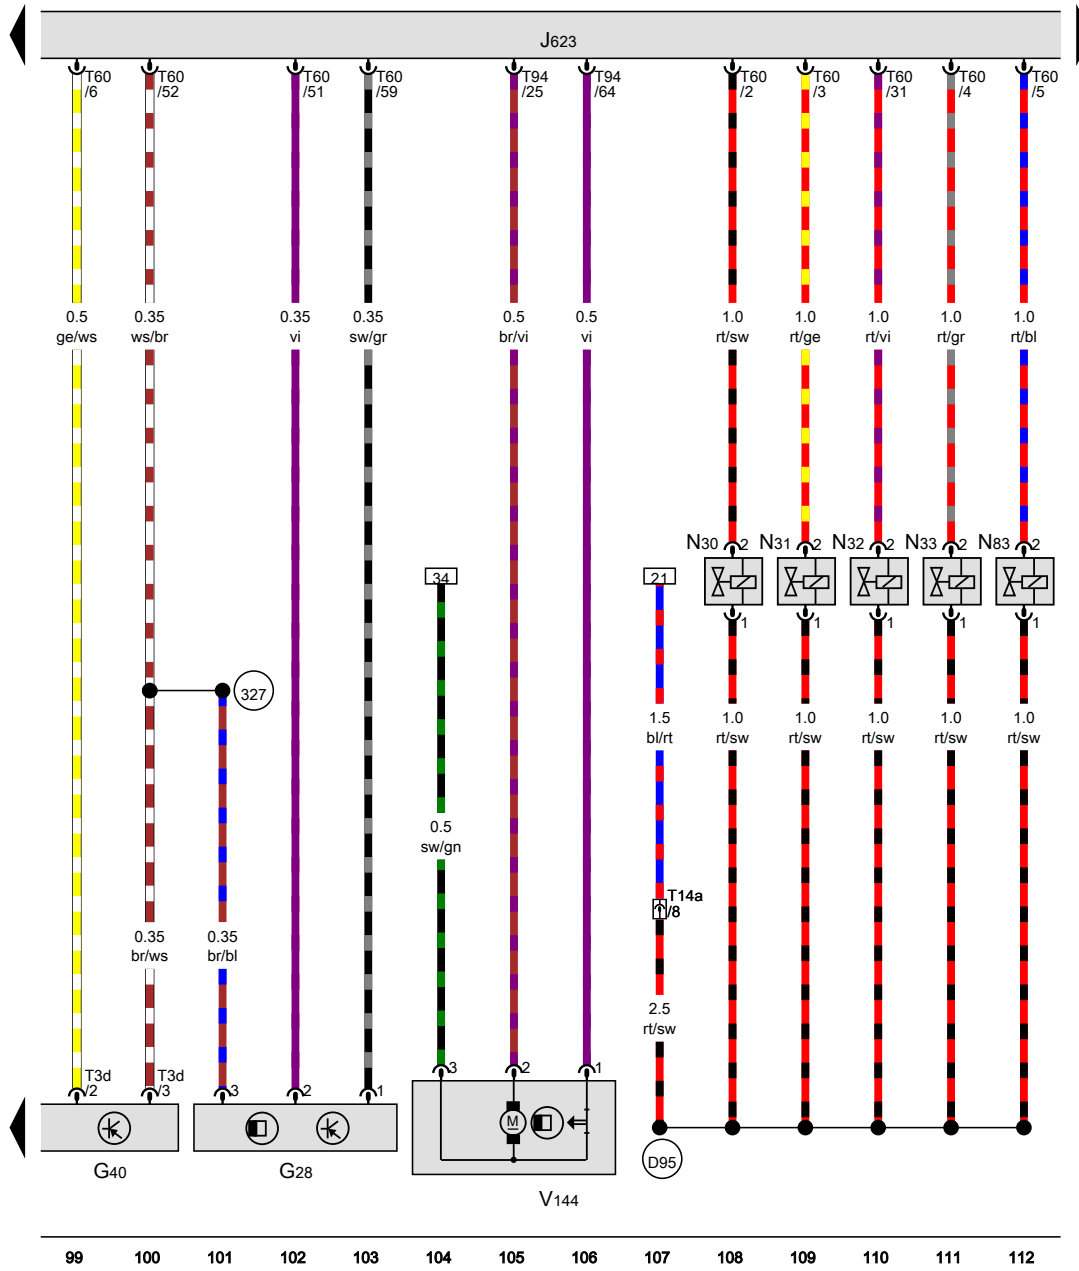 J623
T60 T60 T60 T60 T94 T94 T60 T60 T60 T60 T60
/6 /52 /51 /59 /25 /64 /2 /3 /31 /4 /5
0.5 0.35 0.35 0.35 0.5 0.5 1.0 1.0 1.0 1.0 1.0
ge/ws ws/br vi sw/gr br/vi vi rt/sw rt/ge rt/vi rt/gr rt/bl
N30 2 N31 2 N32 2 N33 2 N83 2
34 21
1 1 1 1 1
327
1.5 1.0 1.0 1.0 1.0 1.0
bl/rt rt/sw rt/sw rt/sw rt/sw rt/sw
0.5
sw/gn
T14a
/8
0.35 0.35
br/ws br/bl
2.5
rt/sw
3 2 1
T3d T3d
/2 /3 3 2 1
M
D95
G40 G28
V144
99 100 101 102 103 104 105 106 107 108 109 110 111 112